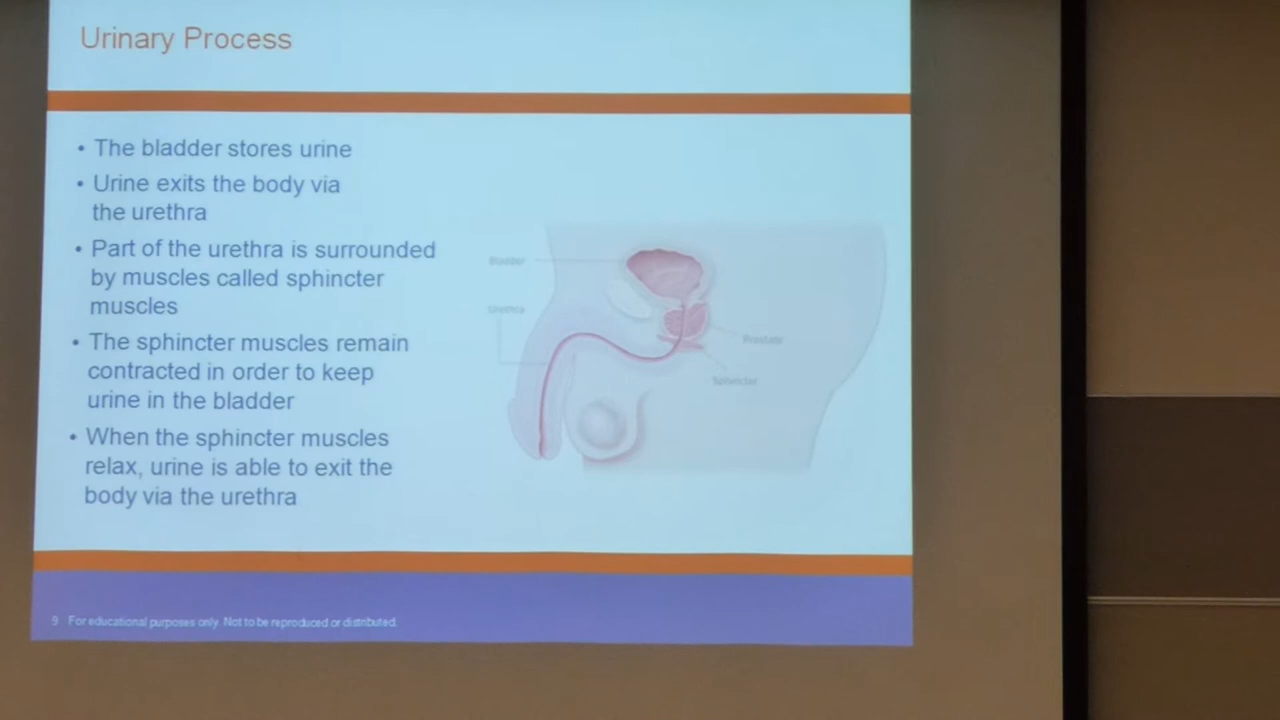 Urinary Process
• The bladder stores urine
• Urine exits the body via
the urethra
• Part of the urethra is surrounded
by muscles called sphincter
muscles
• The sphincter muscles remain
contracted in order to keep
urine in the bladder
• When the sphincter muscles
relax, urine is able to exit the
body via the urethra
Bladder
Urethra
Prostate
Sphincter
9 For educational purposes only. Not to be reproduced or distributed.